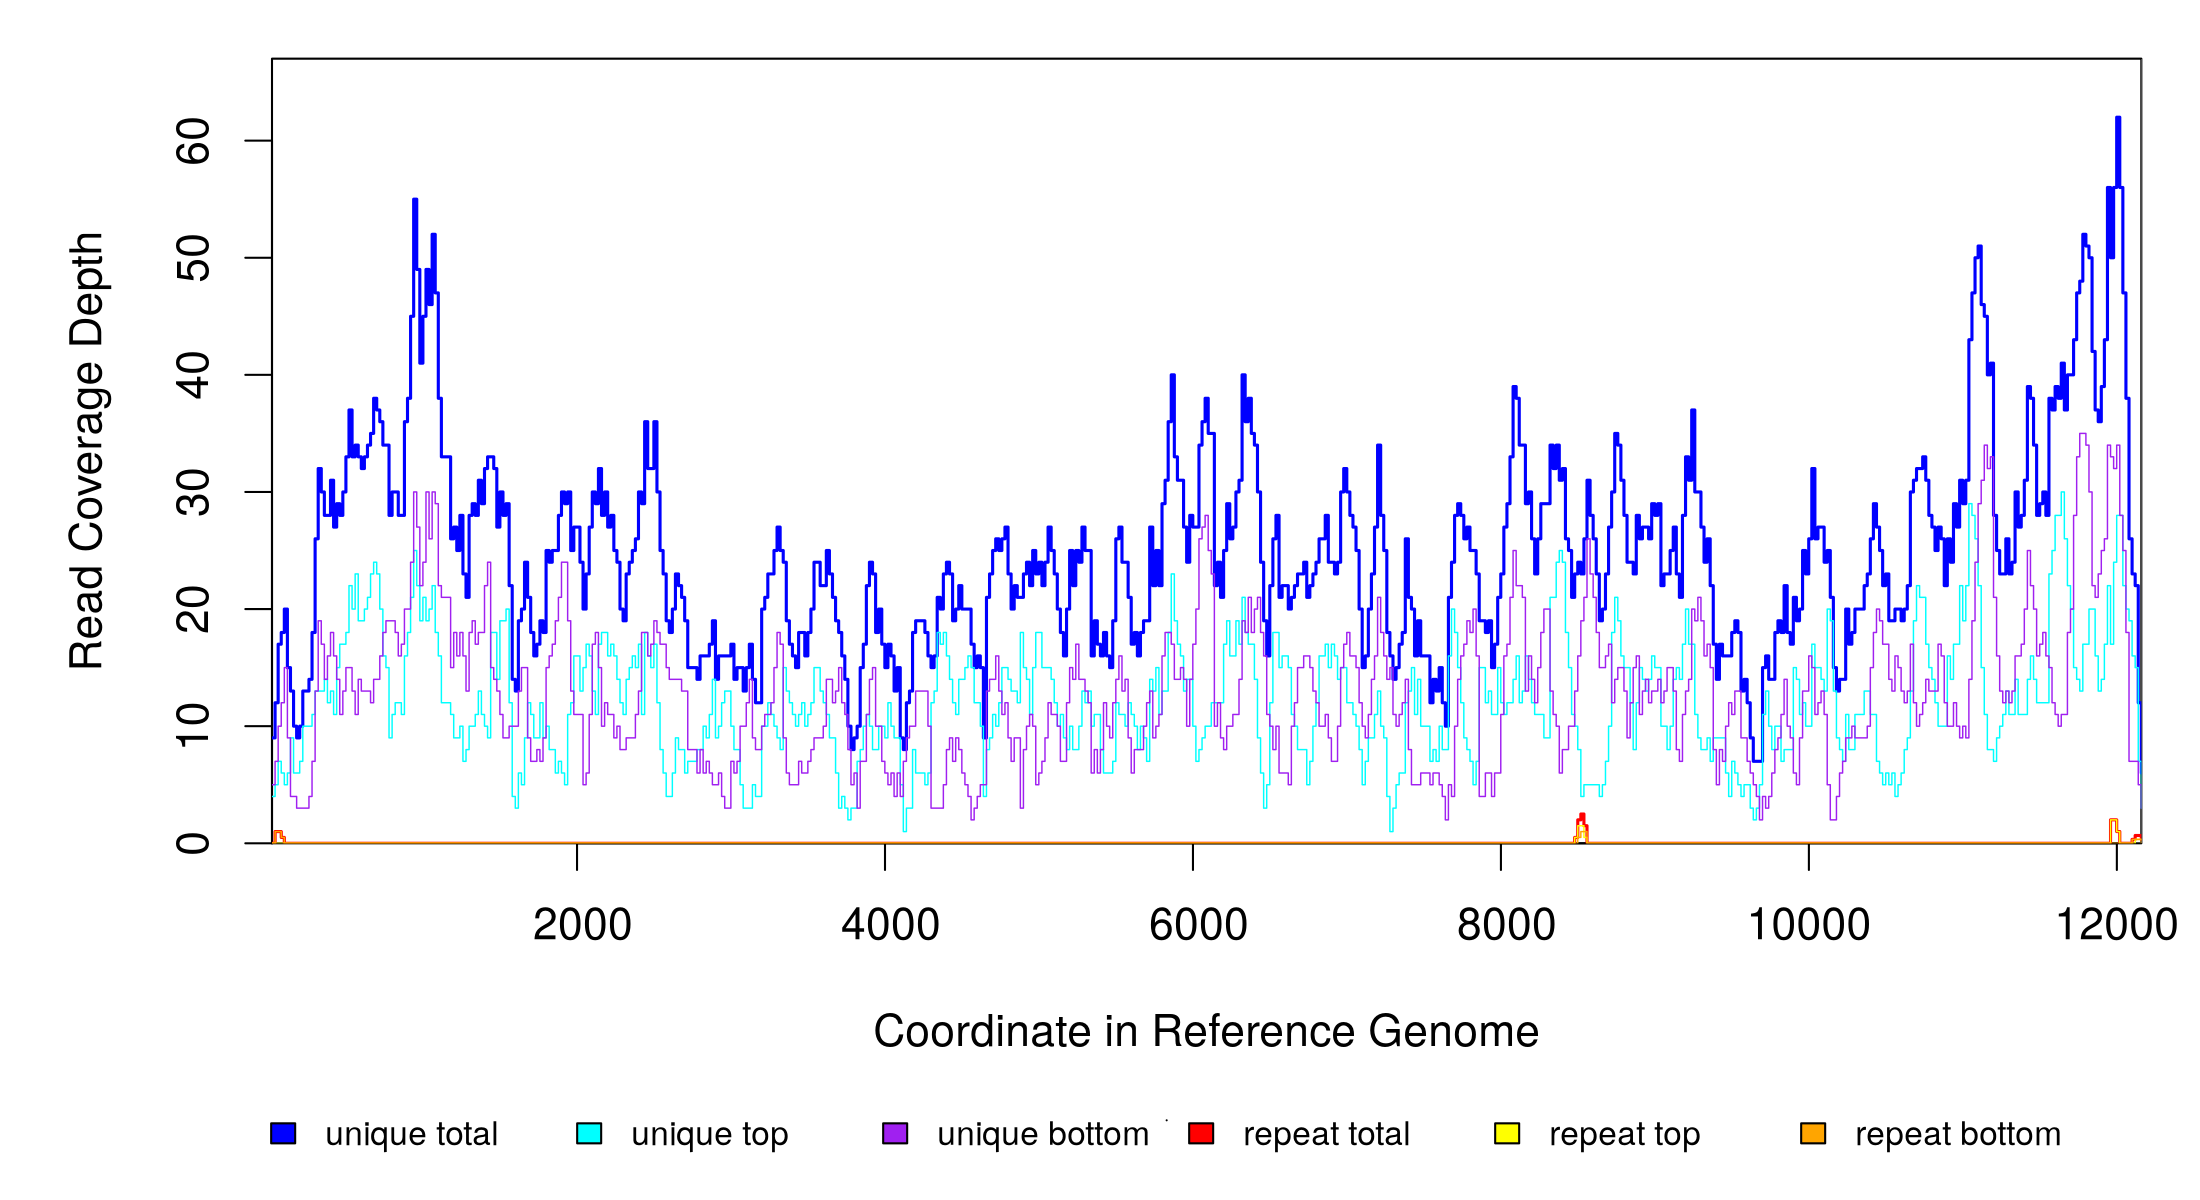 Read Coverage Depth
60
50
40
30
20
10
0
2000 4000 6000 8000 10000 12000
Coordinate in Reference Genome
unique total unique top unique bottom repeat total repeat top repeat bottom